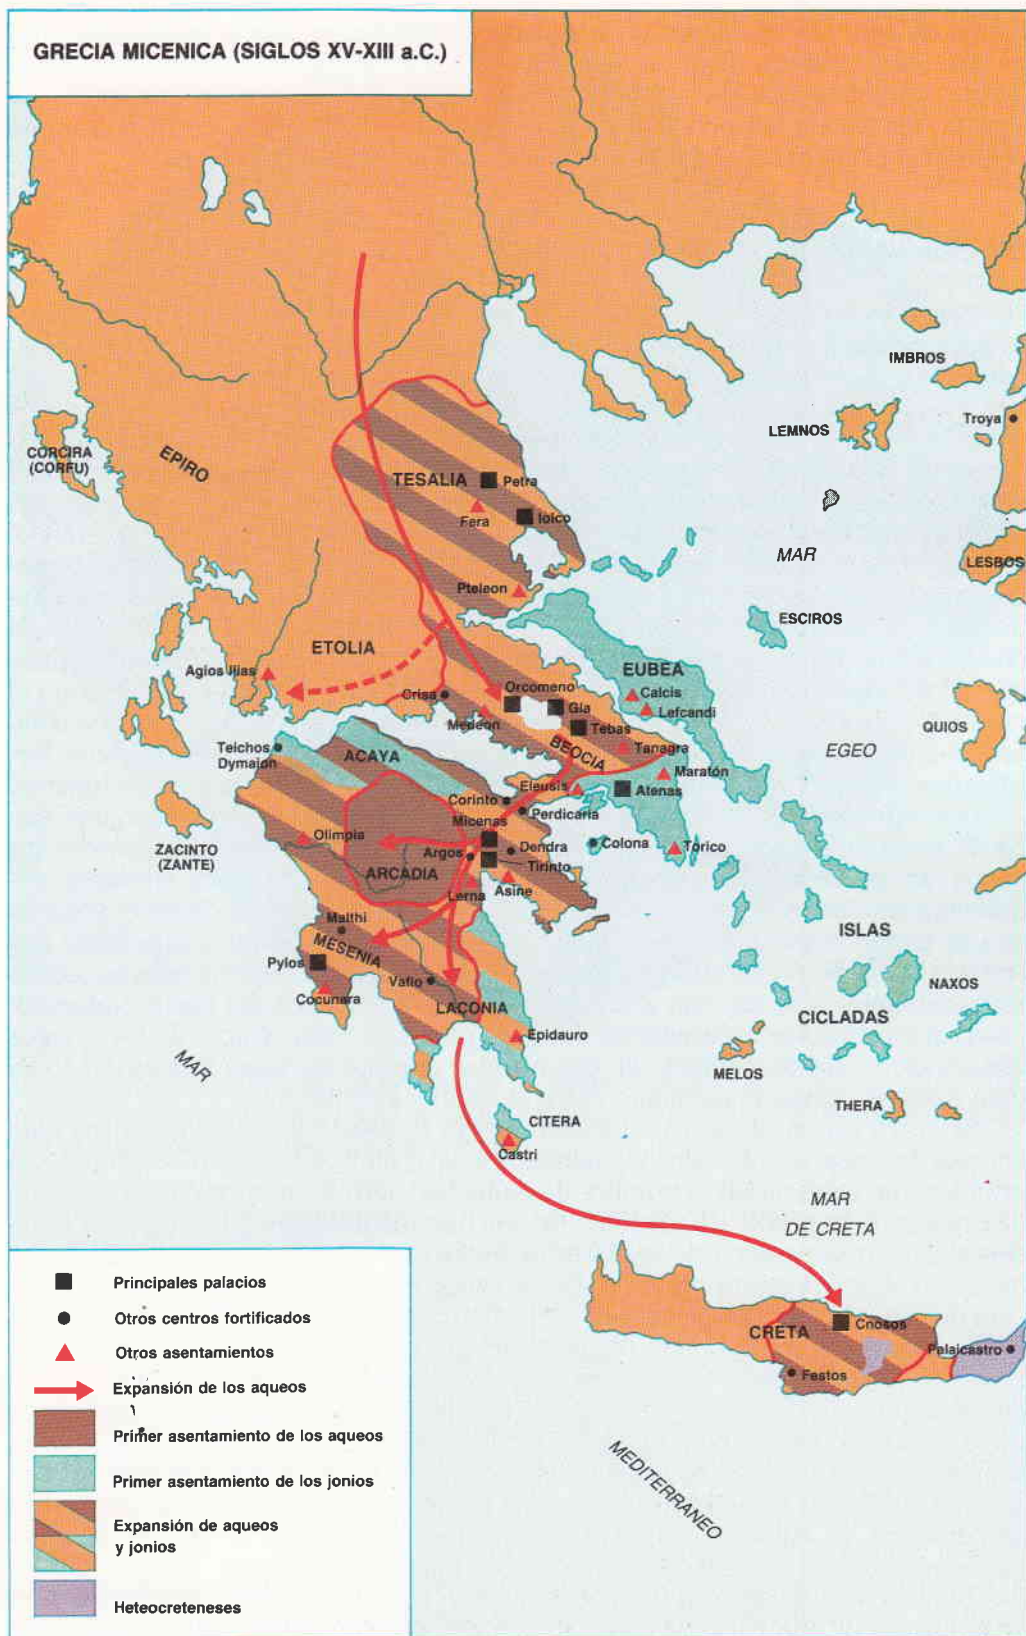 GRECIA MICENICA (SIGLOS XV-XIII a.C.)
IMBROS
Troya
LEMNOS
CORCIRA
(CORFU)
EPIRO
TESALIA
Petra
Fera
Iolco
MAR
LESBOS
Pteleon
ESCIROS
ETOLIA
EUBEA
Agios Ilias
Crisa
Orcomeno
Calcis
Gla
Lefcandi
Medeon
Tebas
QUIOS
Teichos
Dymaion
ACAYA
BEOCIA
Tanagra
EGEO
Maratón
Eleusis
Atenas
Corinto
Perdicaria
Micenas
ZACINTO
(ZANTE)
Olimpia
Argos
Dendra
Colona
Torico
Tirinto
ARCADIA
Lerna
Asine
Malthi
MESENIA
ISLAS
Pylos
Vafio
NAXOS
Cocunara
LACONIA
CICLADAS
Epidauro
MAR
MELOS
THERA
CITERA
Castri
MAR
DE CRETA
CRETA
Cnosos
Palaicastro
Festos
MEDITERRANEO
Principales palacios
Otros centros fortificados
Otros asentamientos
Expansión de los aqueos
Primer asentamiento de los aqueos
Primer asentamiento de los jonios
Expansión de aqueos
y jonios
Heteocreteneses